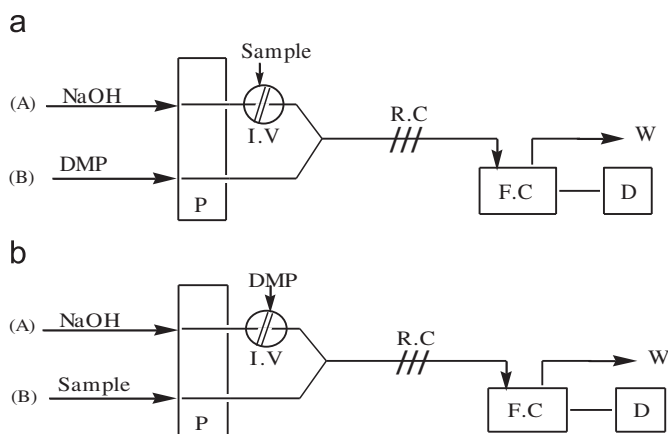 a
Sample
(A) NaOH
I.V
R.C
W
(B) DMP
P
F.C
D
b
DMP
(A) NaOH
I.V
R.C
W
(B) Sample
P
F.C
D